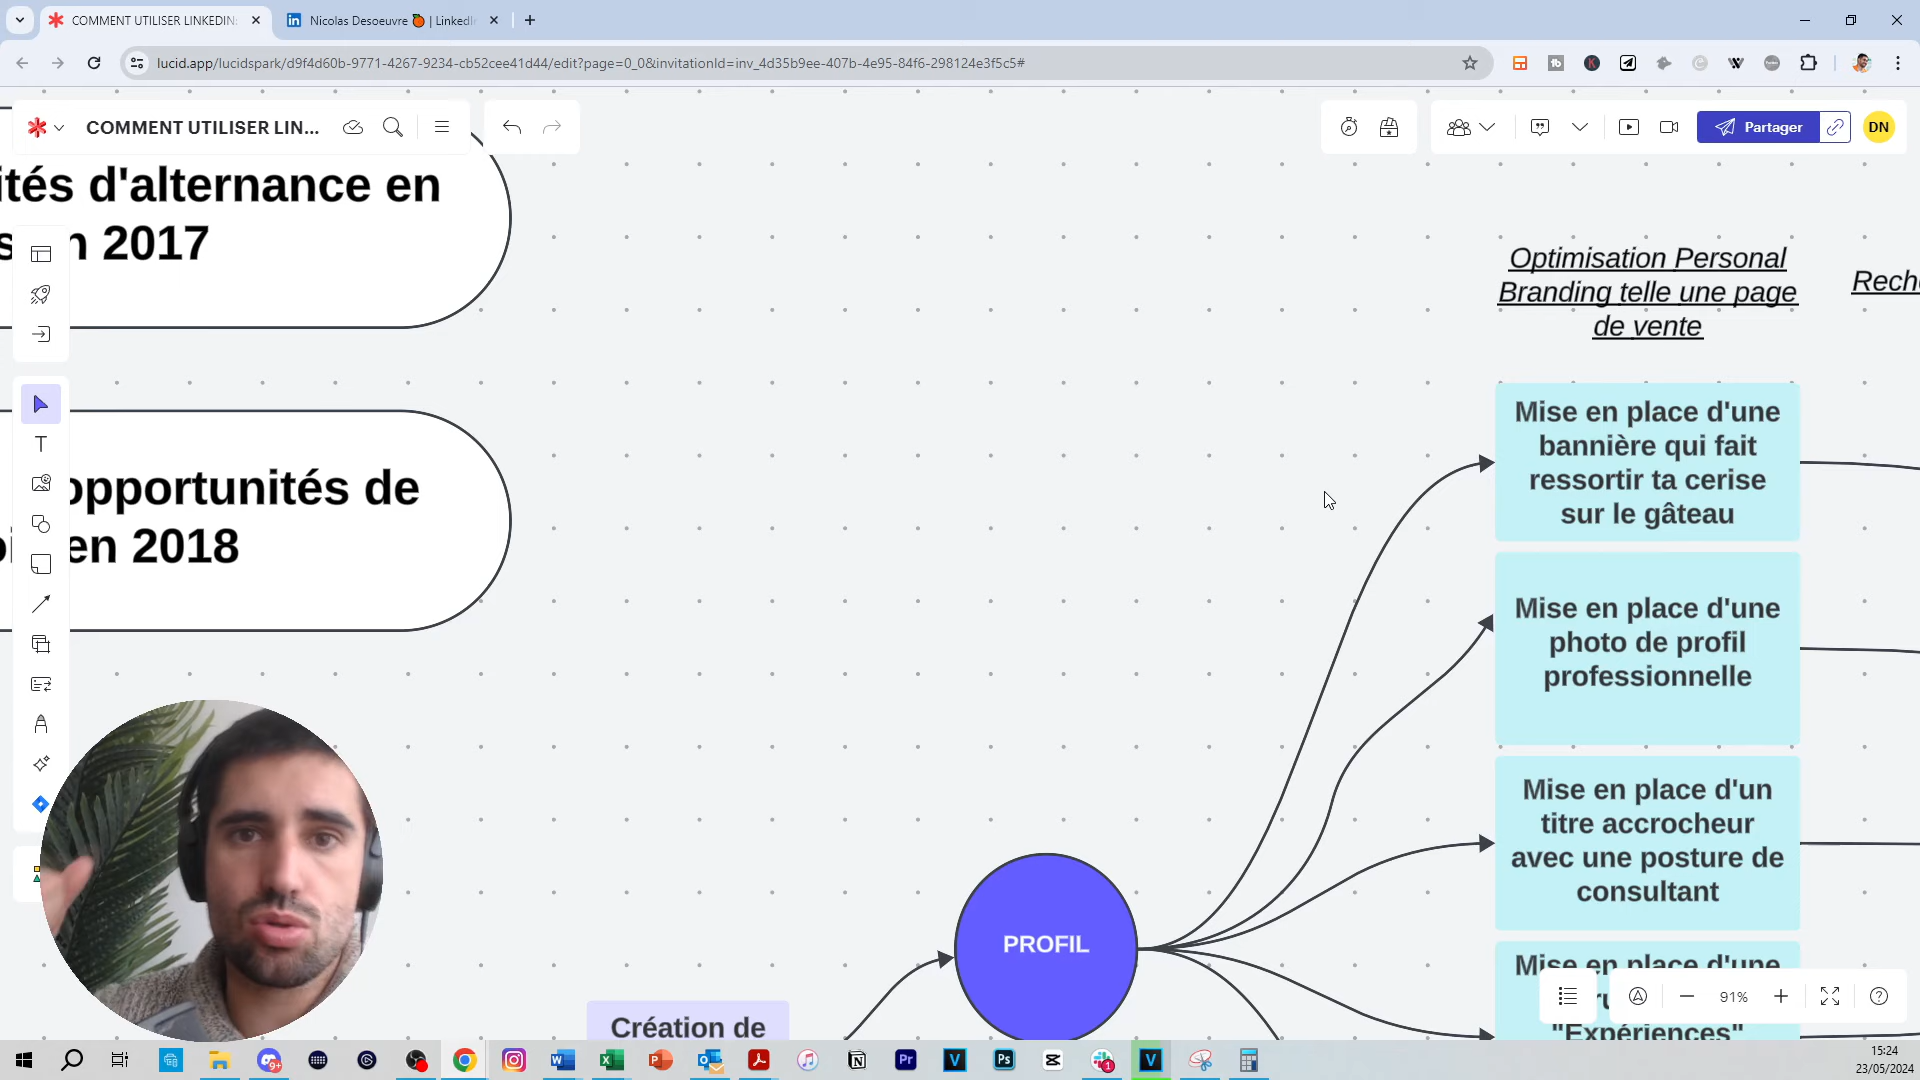 COMMENT UTILISER LINKEDIN:
Nicolas Desoeuvre 🍊 | LinkedIn
lucid.app/lucidspark/d9f4d60b-9771-4267-9234-cb52cee41d44/edit?page=0_0&invitationId=inv_4d35b9ee-407b-4e95-84f6-298124e3f5c5#
COMMENT UTILISER LIN...
Partager
DN
ités d'alternance en
n 2017
opportunités de
en 2018
Optimisation Personal
Branding telle une page
de vente
Rech
Mise en place d'une
bannière qui fait
ressortir ta cerise
sur le gâteau
Mise en place d'une
photo de profil
professionnelle
Mise en place d'un
titre accrocheur
avec une posture de
consultant
Mise en place d'une
"Expériences"
PROFIL
Création de
91%
15:24
23/05/2024